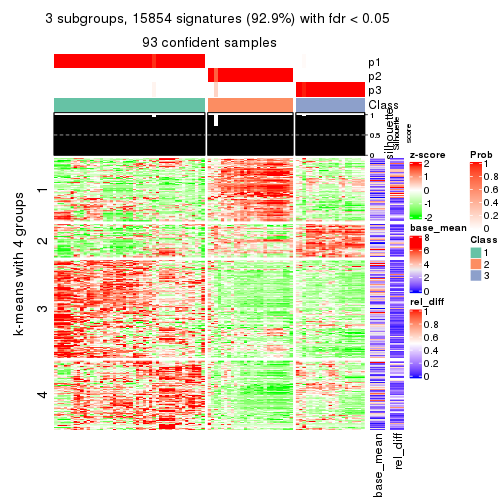 3 subgroups, 15854 signatures (92.9%) with fdr < 0.05
93 confident samples
p1
p2
p3
Class
1
0.5
0
silhouette
Silhouette
score
k-means with 4 groups
1
2
3
4
base_mean
rel_diff
z-score
2
1
0
-1
-2
base_mean
8
6
4
2
0
rel_diff
1
0.8
0.6
0.4
0.2
0
Prob
1
0.8
0.6
0.4
0.2
0
Class
1
2
3